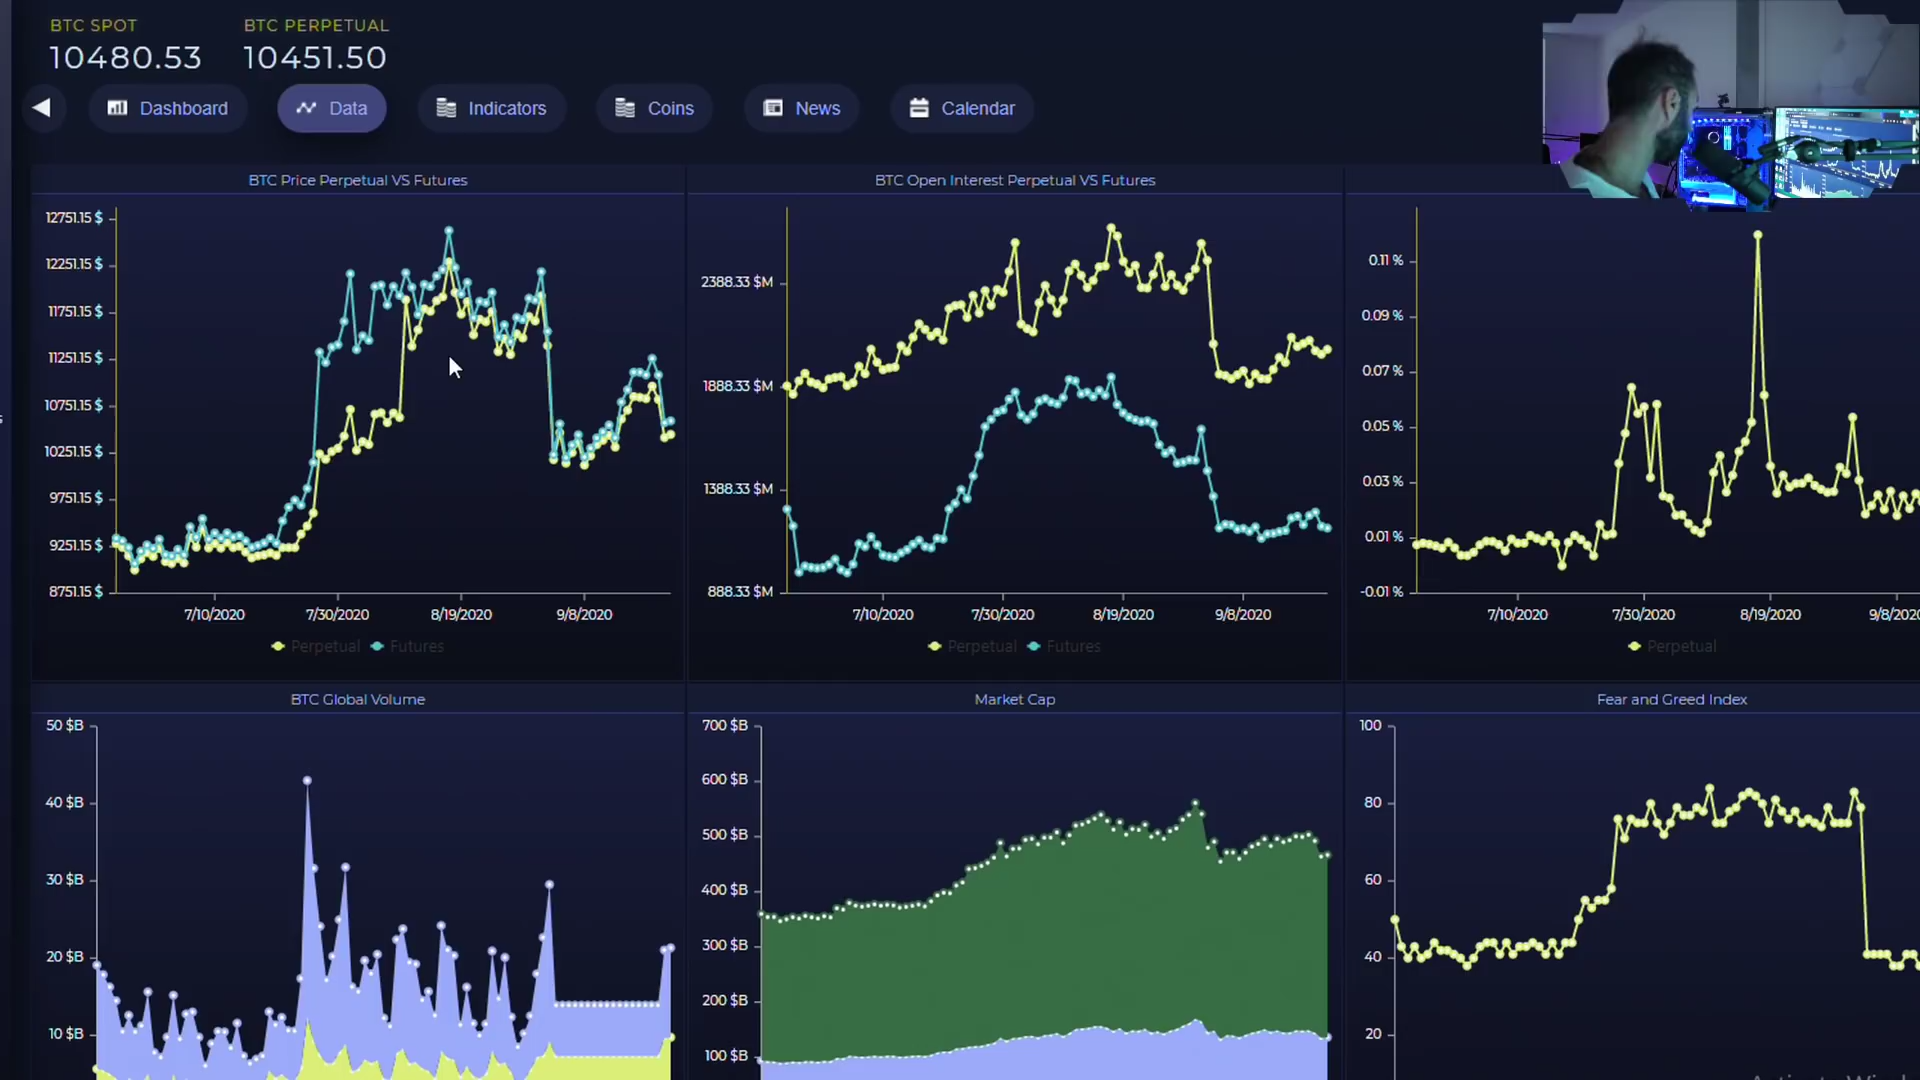 BTC SPOT
10480.53
BTC PERPETUAL
10451.50
Dashboard
Data
Indicators
Coins
News
Calendar
BTC Price Perpetual VS Futures
12751.15 $
12251.15 $
11751.15 $
11251.15 $
10751.15 $
10251.15 $
9751.15 $
9251.15 $
8751.15 $
7/10/2020
7/30/2020
8/19/2020
9/8/2020
Perpetual
Futures
BTC Open Interest Perpetual VS Futures
2388.33 $M
1888.33 $M
1388.33 $M
888.33 $M
7/10/2020
7/30/2020
8/19/2020
9/8/2020
Perpetual
Futures
0.11 %
0.09 %
0.07 %
0.05 %
0.03 %
0.01 %
-0.01 %
7/10/2020
7/30/2020
8/19/2020
9/8/2020
Perpetual
BTC Global Volume
50 $B
40 $B
30 $B
20 $B
10 $B
Market Cap
700 $B
600 $B
500 $B
400 $B
300 $B
200 $B
100 $B
Fear and Greed Index
100
80
60
40
20